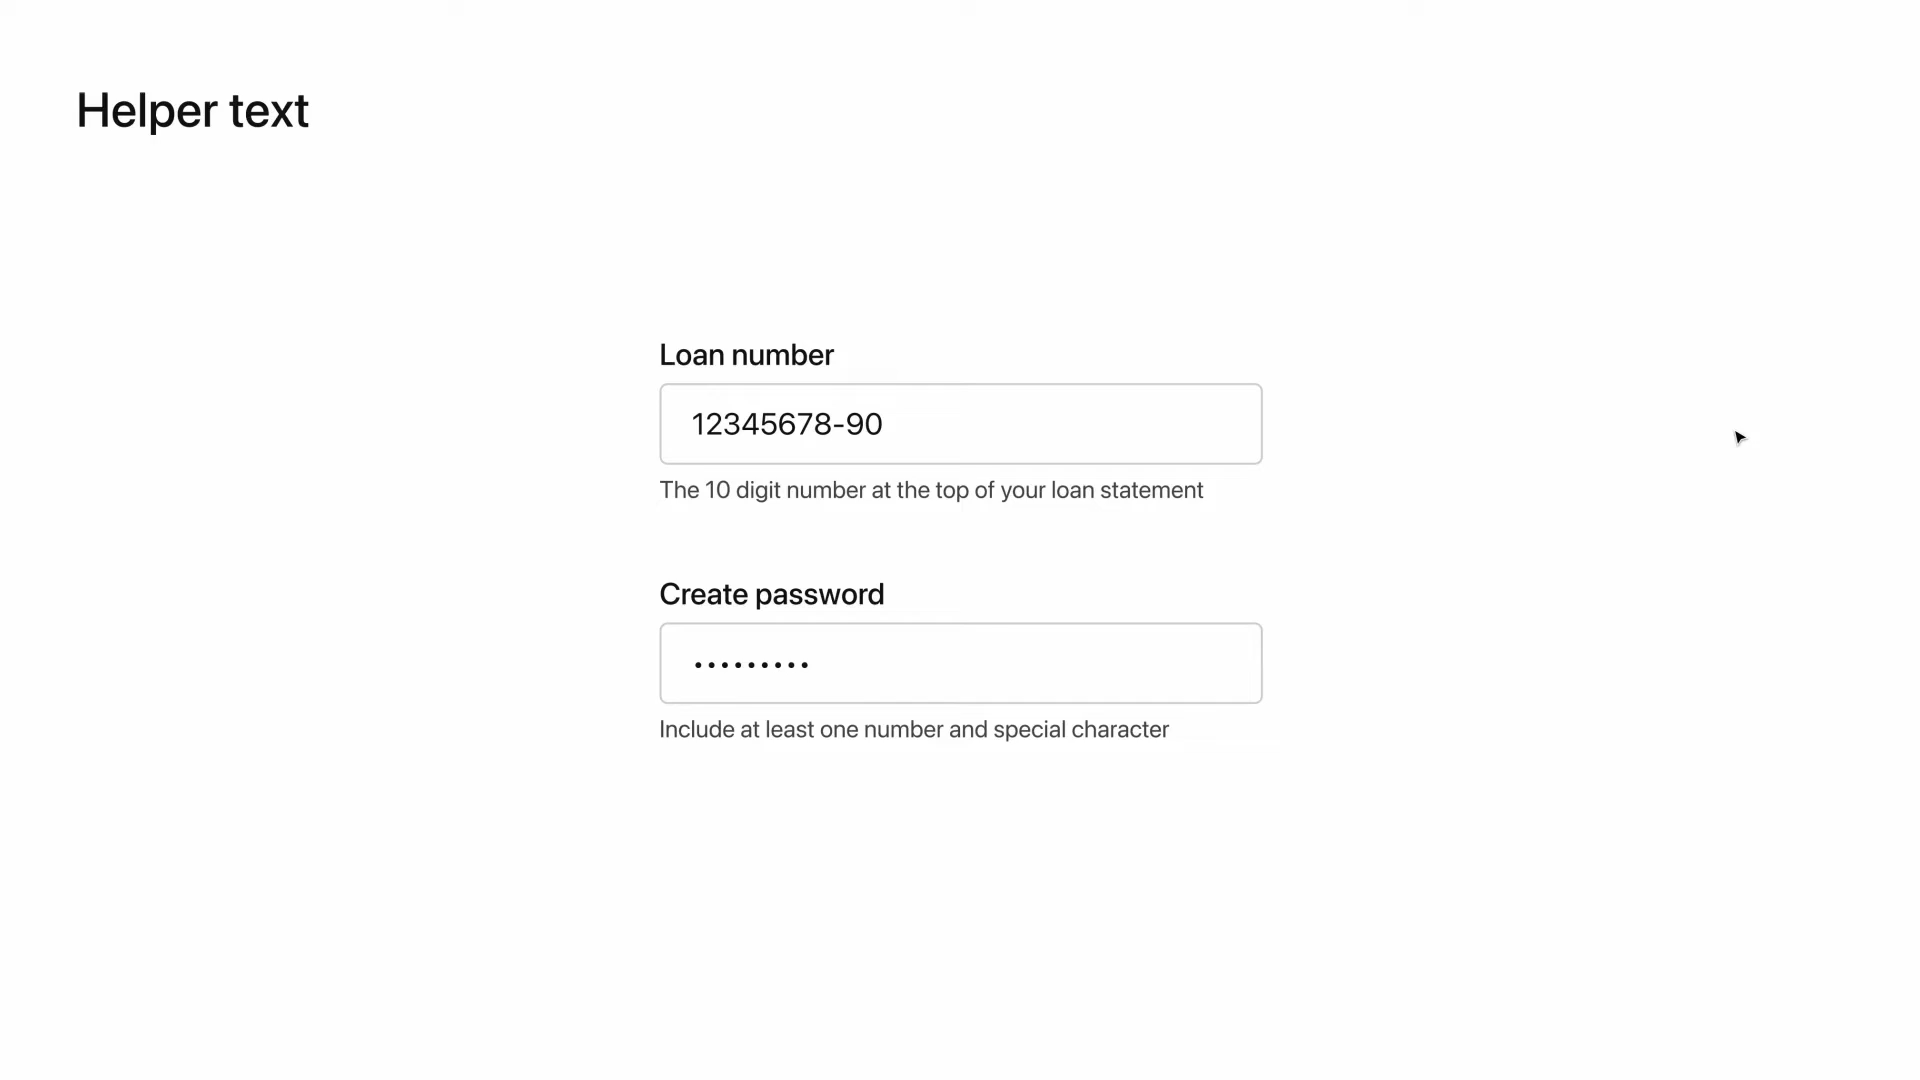 Helper text
Loan number
12345678-90
The 10 digit number at the top of your loan statement
Create password
•••••••••
Include at least one number and special character